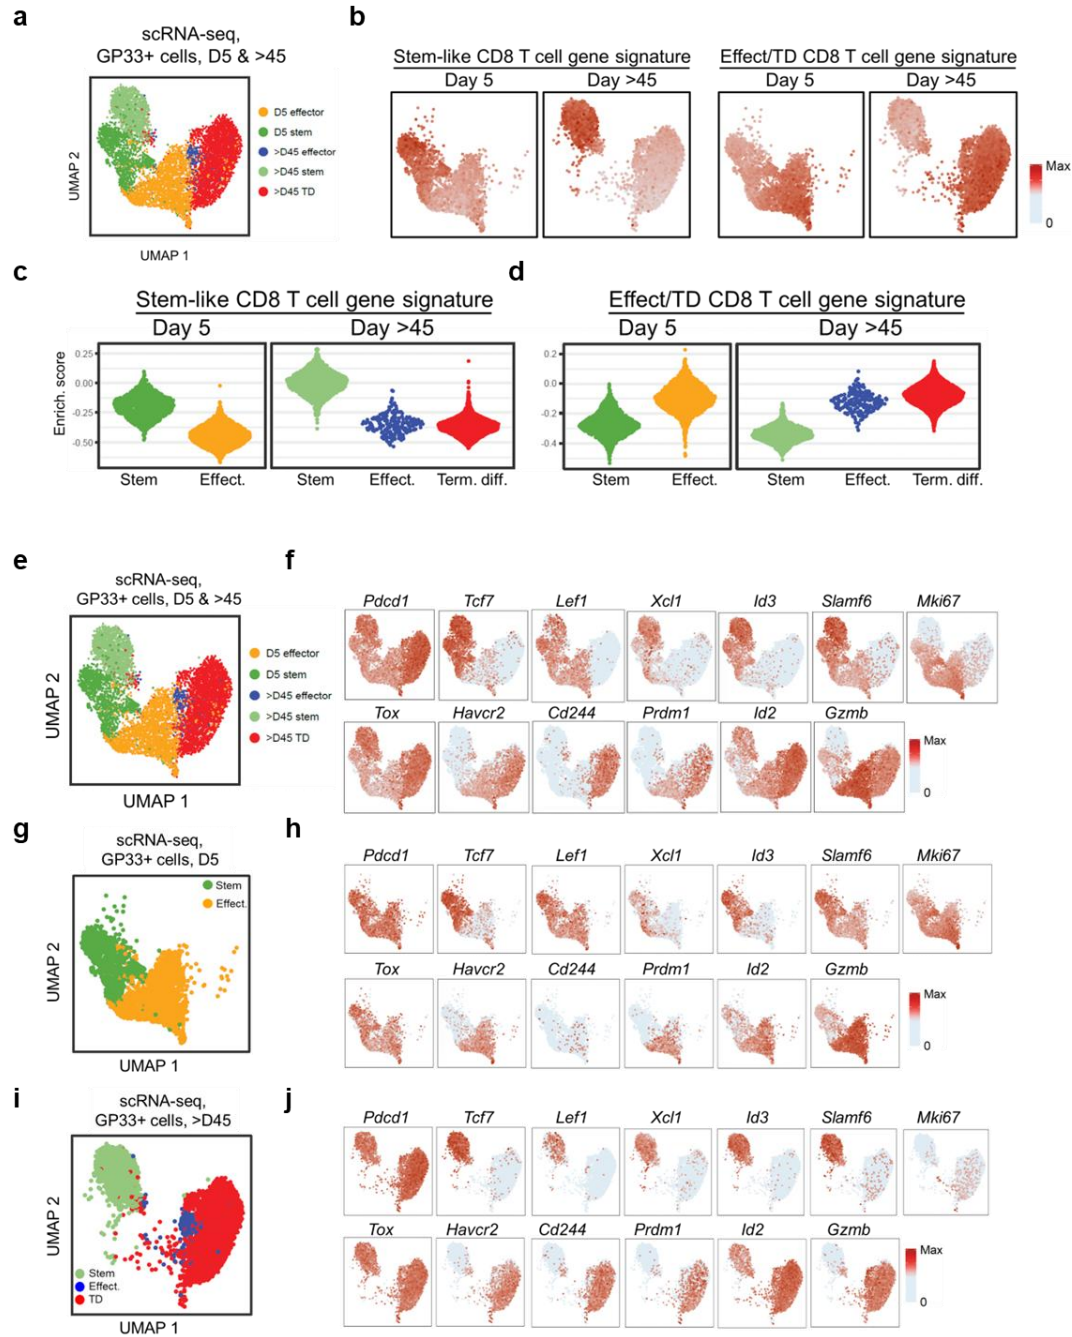 a
scRNA-seq,
GP33+ cells, D5 & >45
UMAP 2
UMAP 1
D5 effector
D5 stem
>D45 effector
>D45 stem
>D45 TD
b
Stem-like CD8 T cell gene signature
Day 5
Day >45
Effect/TD CD8 T cell gene signature
Day 5
Day >45
Max
0
c
Stem-like CD8 T cell gene signature
Day 5
Day >45
Enrich. score
0.25
0.00
-0.25
-0.50
Stem
Effect.
Stem
Effect.
Term. diff.
d
Effect/TD CD8 T cell gene signature
Day 5
Day >45
0.2
0.0
-0.2
-0.4
Stem
Effect.
Stem
Effect.
Term. diff.
e
scRNA-seq,
GP33+ cells, D5 & >45
UMAP 2
UMAP 1
D5 effector
D5 stem
>D45 effector
>D45 stem
>D45 TD
f
Pdcd1
Tcf7
Lef1
Xcl1
Id3
Slamf6
Mki67
Tox
Havcr2
Cd244
Prdm1
Id2
Gzmb
Max
0
g
scRNA-seq,
GP33+ cells, D5
Stem
Effect.
UMAP 2
UMAP 1
h
Pdcd1
Tcf7
Lef1
Xcl1
Id3
Slamf6
Mki67
Tox
Havcr2
Cd244
Prdm1
Id2
Gzmb
Max
0
i
scRNA-seq,
GP33+ cells, >D45
UMAP 2
Stem
Effect.
TD
UMAP 1
j
Pdcd1
Tcf7
Lef1
Xcl1
Id3
Slamf6
Mki67
Tox
Havcr2
Cd244
Prdm1
Id2
Gzmb
Max
0